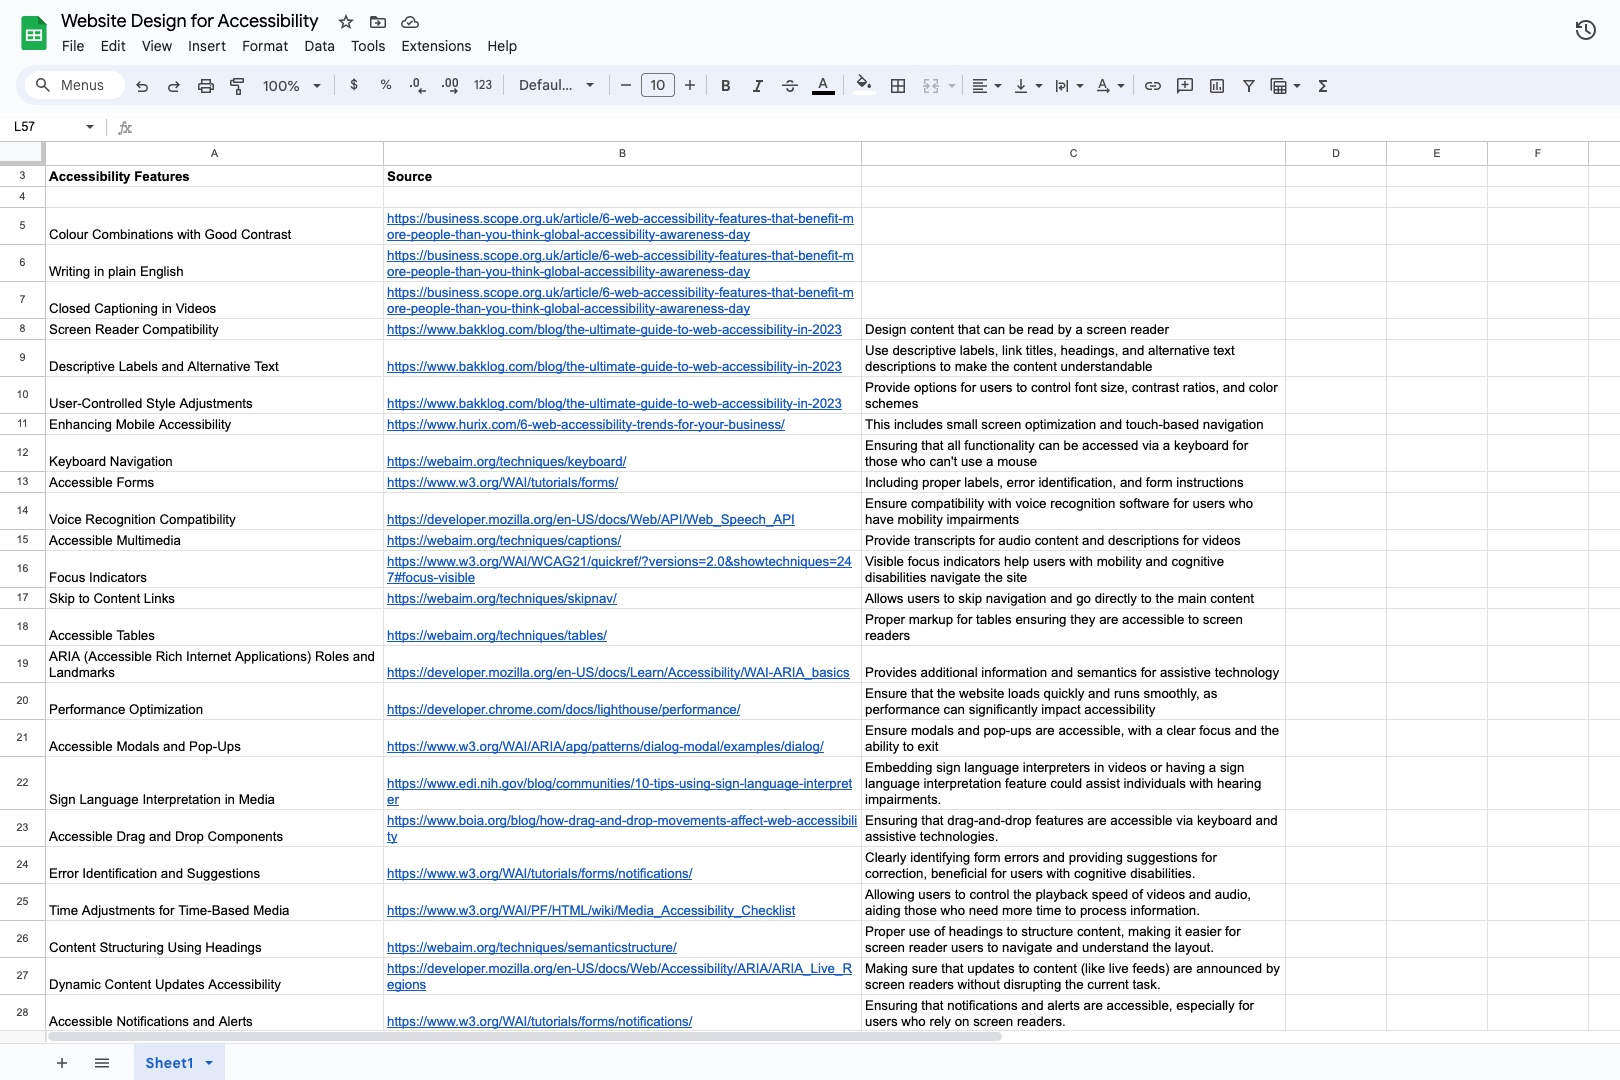 Website Design for Accessibility
File Edit View Insert Format Data Tools Extensions Help
Menus 100% $ % .0 .00 123 Defaul... 10 B I A
L57
A B C D E F
3 Accessibility Features Source
4
5 Colour Combinations with Good Contrast https://business.scope.org.uk/article/6-web-accessibility-features-that-benefit-m
ore-people-than-you-think-global-accessibility-awareness-day
6 Writing in plain English https://business.scope.org.uk/article/6-web-accessibility-features-that-benefit-m
ore-people-than-you-think-global-accessibility-awareness-day
7 Closed Captioning in Videos https://business.scope.org.uk/article/6-web-accessibility-features-that-benefit-m
ore-people-than-you-think-global-accessibility-awareness-day
8 Screen Reader Compatibility https://www.bakklog.com/blog/the-ultimate-guide-to-web-accessibility-in-2023 Design content that can be read by a screen reader
9 Descriptive Labels and Alternative Text https://www.bakklog.com/blog/the-ultimate-guide-to-web-accessibility-in-2023 Use descriptive labels, link titles, headings, and alternative text
descriptions to make the content understandable
10 User-Controlled Style Adjustments https://www.bakklog.com/blog/the-ultimate-guide-to-web-accessibility-in-2023 Provide options for users to control font size, contrast ratios, and color
schemes
11 Enhancing Mobile Accessibility https://www.hurix.com/6-web-accessibility-trends-for-your-business/ This includes small screen optimization and touch-based navigation
12 Keyboard Navigation https://webaim.org/techniques/keyboard/ Ensuring that all functionality can be accessed via a keyboard for
those who can't use a mouse
13 Accessible Forms https://www.w3.org/WAI/tutorials/forms/ Including proper labels, error identification, and form instructions
14 Voice Recognition Compatibility https://developer.mozilla.org/en-US/docs/Web/API/Web_Speech_API Ensure compatibility with voice recognition software for users who
have mobility impairments
15 Accessible Multimedia https://webaim.org/techniques/captions/ Provide transcripts for audio content and descriptions for videos
16 Focus Indicators https://www.w3.org/WAI/WCAG21/quickref/?versions=2.0&showtechniques=24
7#focus-visible Visible focus indicators help users with mobility and cognitive
disabilities navigate the site
17 Skip to Content Links https://webaim.org/techniques/skipnav/ Allows users to skip navigation and go directly to the main content
18 Accessible Tables https://webaim.org/techniques/tables/ Proper markup for tables ensuring they are accessible to screen
readers
19 ARIA (Accessible Rich Internet Applications) Roles and
Landmarks https://developer.mozilla.org/en-US/docs/Learn/Accessibility/WAI-ARIA_basics Provides additional information and semantics for assistive technology
20 Performance Optimization https://developer.chrome.com/docs/lighthouse/performance/ Ensure that the website loads quickly and runs smoothly, as
performance can significantly impact accessibility
21 Accessible Modals and Pop-Ups https://www.w3.org/WAI/ARIA/apg/patterns/dialog-modal/examples/dialog/ Ensure modals and pop-ups are accessible, with a clear focus and the
ability to exit
22 Sign Language Interpretation in Media https://www.edi.nih.gov/blog/communities/10-tips-using-sign-language-interpret
er Embedding sign language interpreters in videos or having a sign
language interpretation feature could assist individuals with hearing
impairments.
23 Accessible Drag and Drop Components https://www.boia.org/blog/how-drag-and-drop-movements-affect-web-accessibili
ty Ensuring that drag-and-drop features are accessible via keyboard and
assistive technologies.
24 Error Identification and Suggestions https://www.w3.org/WAI/tutorials/forms/notifications/ Clearly identifying form errors and providing suggestions for
correction, beneficial for users with cognitive disabilities.
25 Time Adjustments for Time-Based Media https://www.w3.org/WAI/PF/HTML/wiki/Media_Accessibility_Checklist Allowing users to control the playback speed of videos and audio,
aiding those who need more time to process information.
26 Content Structuring Using Headings https://webaim.org/techniques/semanticstructure/ Proper use of headings to structure content, making it easier for
screen reader users to navigate and understand the layout.
27 Dynamic Content Updates Accessibility https://developer.mozilla.org/en-US/docs/Web/Accessibility/ARIA/ARIA_Live_R
egions Making sure that updates to content (like live feeds) are announced by
screen readers without disrupting the current task.
28 Accessible Notifications and Alerts https://www.w3.org/WAI/tutorials/forms/notifications/ Ensuring that notifications and alerts are accessible, especially for
users who rely on screen readers.
Sheet1